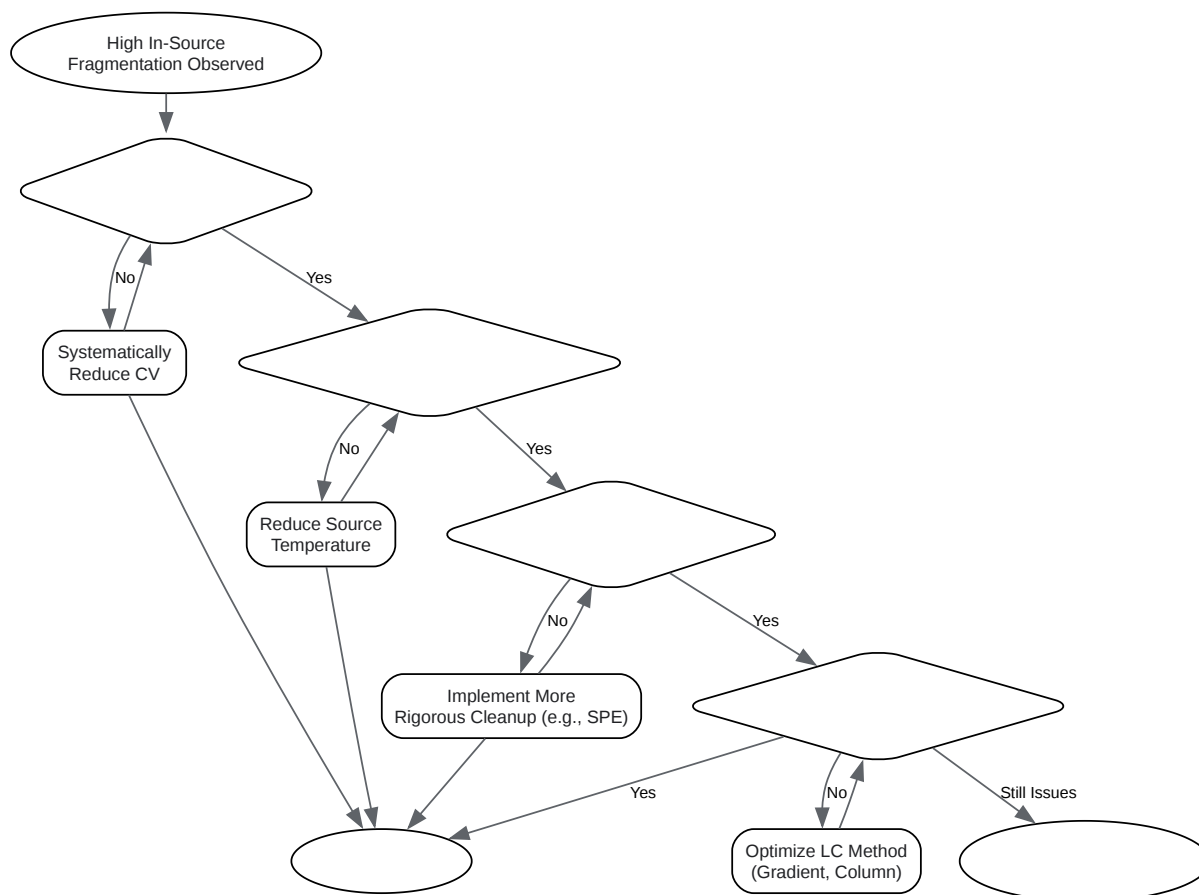 High In-Source
Fragmentation Observed
No
Yes
Systematically
Reduce CV
No
Yes
Reduce Source
Temperature
No
Yes
Implement More
Rigorous Cleanup (e.g., SPE)
Yes
No
Still Issues
Optimize LC Method
(Gradient, Column)